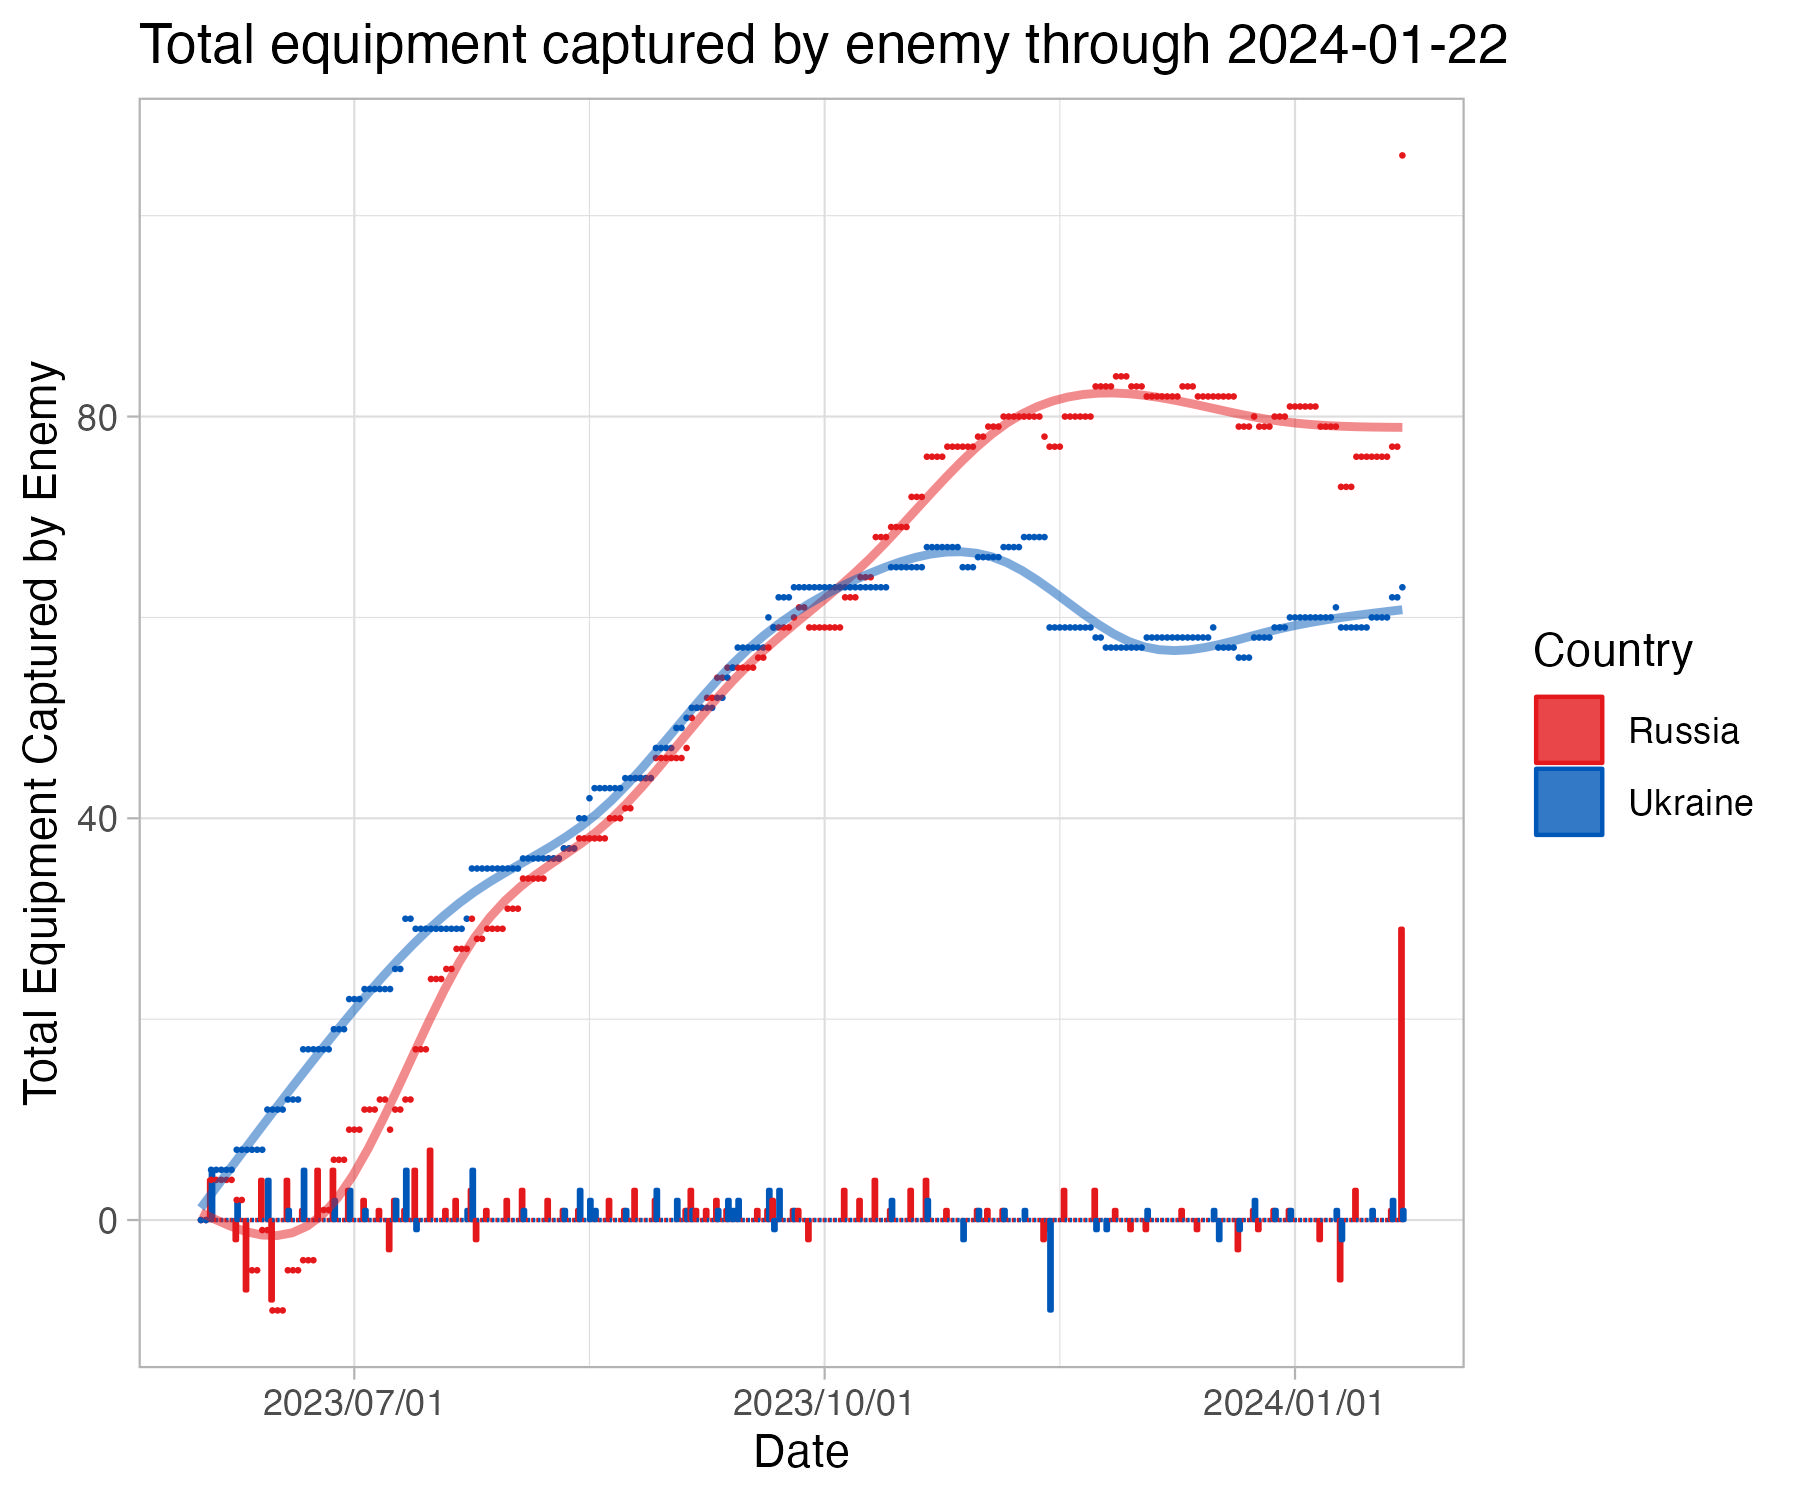 Total equipment captured by enemy through 2024-01-22
Total Equipment Captured by Enemy
80
40
0
2023/07/01
2023/10/01
2024/01/01
Date
Country
Russia
Ukraine